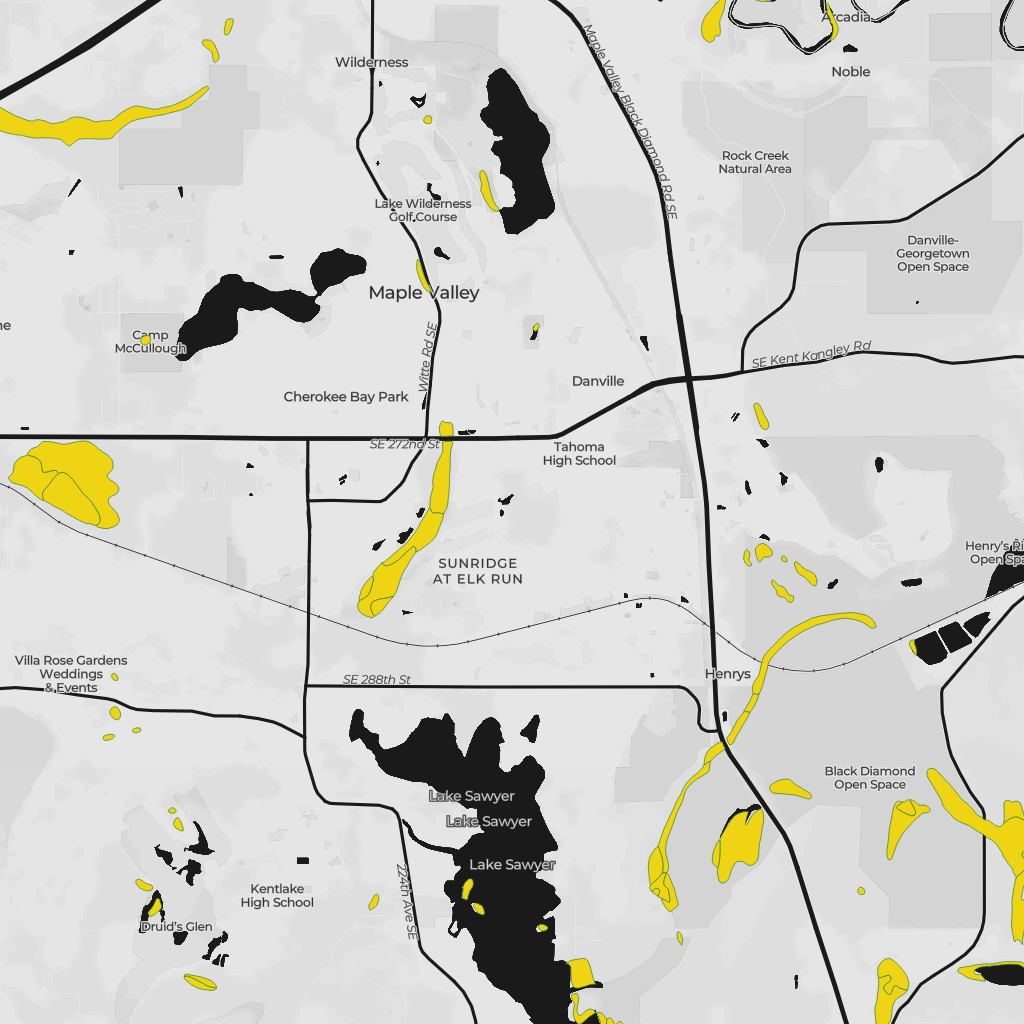 Arcadia
Wilderness
Noble
Maple Valley Black Diamond Rd SE
Rock Creek
Natural Area
Lake Wilderness
Golf Course
Danville-
Georgetown
Open Space
Maple Valley
Camp
McCullough
Witte Rd SE
SE Kent Kangley Rd
Danville
Cherokee Bay Park
SE 272nd St
Tahoma
High School
SUNRIDGE
AT ELK RUN
Open Spa
Villa Rose Gardens
Weddings
& Events
SE 288th St
Henrys
Black Diamond
Open Space
Lake Sawyer
Lake Sawyer
Lake Sawyer
224th Ave SE
Kentlake
High School
Druid's Glen